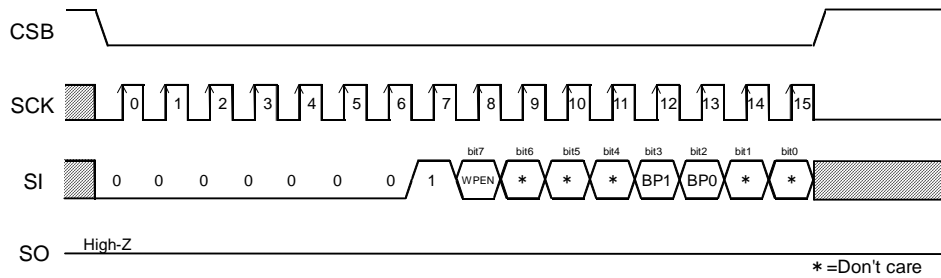 CSB
SCK 0 1 2 3 4 5 6 7 8 9 10 11 12 13 14 15
bit7 bit6 bit5 bit4 bit3 bit2 bit1 bit0
SI 0 0 0 0 0 0 0 1 WPEN * * * BP1 BP0 * *
SO High-Z
*=Don't care